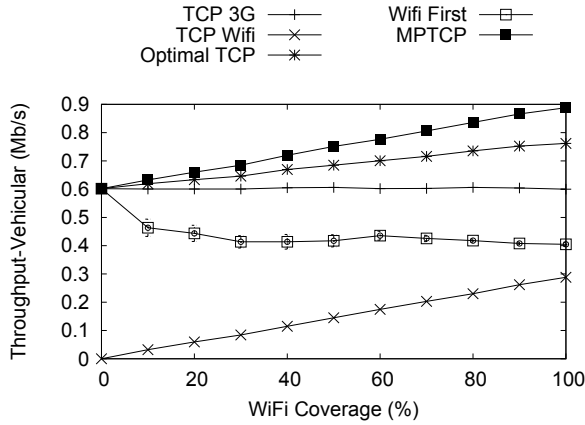 TCP 3G
TCP Wifi
Optimal TCP
Wifi First
MPTCP
Throughput-Vehicular (Mb/s)
0.9
0.8
0.7
0.6
0.5
0.4
0.3
0.2
0.1
0
0 20 40 60 80 100
WiFi Coverage (%)